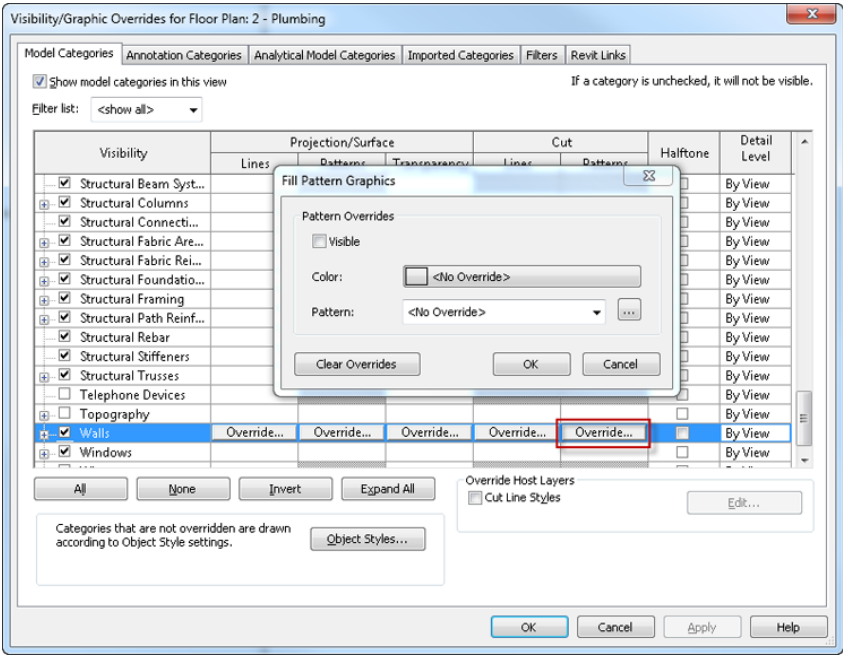 Visibility/Graphic Overrides for Floor Plan: 2 - Plumbing
Model Categories Annotation Categories Analytical Model Categories Imported Categories Filters Revit Links
Show model categories in this view
If a category is unchecked, it will not be visible.
Filter list: <show all>
Visibility Projection/Surface Cut Halftone Detail Level
Lines Patterns Transparency Lines Patterns
Fill Pattern Graphics
Pattern Overrides
Visible
Color: <No Override>
Pattern: <No Override> ...
Clear Overrides OK Cancel
Structural Beam Syst... By View
Structural Columns By View
Structural Connecti... By View
Structural Fabric Are... By View
Structural Fabric Rei... By View
Structural Foundatio... By View
Structural Framing By View
Structural Path Reinf... By View
Structural Rebar By View
Structural Stiffeners By View
Structural Trusses By View
Telephone Devices By View
Topography By View
Walls Override... Override... Override... Override... Override... By View
Windows By View
All None Invert Expand All
Override Host Layers
Cut Line Styles Edit...
Categories that are not overridden are drawn
according to Object Style settings.
Object Styles...
OK Cancel Apply Help